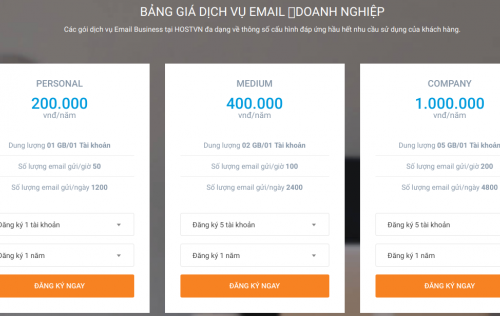 BẢNG GIÁ DỊCH VỤ EMAIL DOANH NGHIỆP
Các gói dịch vụ Email Business tại HOSTVN đa dạng về thông số cấu hình đáp ứng hầu hết nhu cầu sử dụng của khách hàng.
PERSONAL
200.000
vnđ/năm
Dung lượng 01 GB/01 Tài khoản
Số lượng email gửi/giờ 50
Số lượng email gửi/ngày 1200
Đăng ký 1 tài khoản
Đăng ký 1 năm
ĐĂNG KÝ NGAY
MEDIUM
400.000
vnđ/năm
Dung lượng 02 GB/01 Tài khoản
Số lượng email gửi/giờ 100
Số lượng email gửi/ngày 2400
Đăng ký 5 tài khoản
Đăng ký 1 năm
ĐĂNG KÝ NGAY
COMPANY
1.000.000
vnđ/năm
Dung lượng 05 GB/01 Tài khoản
Số lượng email gửi/giờ 200
Số lượng email gửi/ngày 4800
Đăng ký 5 tài khoản
Đăng ký 1 năm
ĐĂNG KÝ NGAY